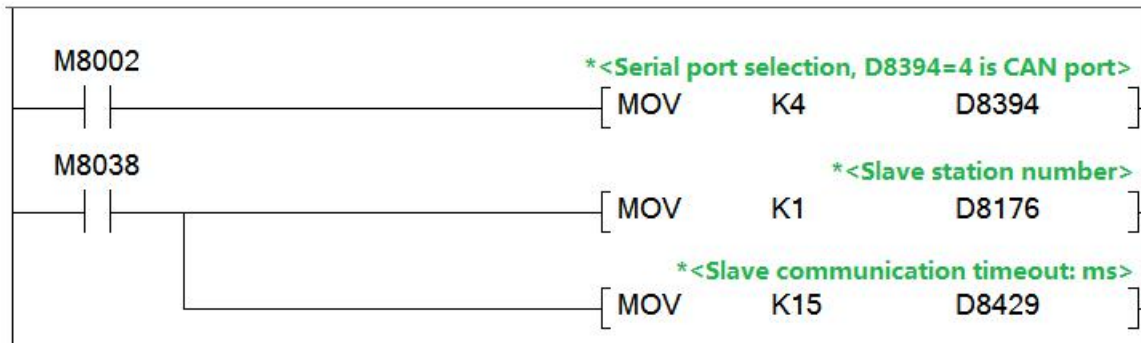 M8002
*<Serial port selection, D8394=4 is CAN port>
[ MOV K4 D8394 ]
M8038
*<Slave station number>
[ MOV K1 D8176 ]
*<Slave communication timeout: ms>
[ MOV K15 D8429 ]